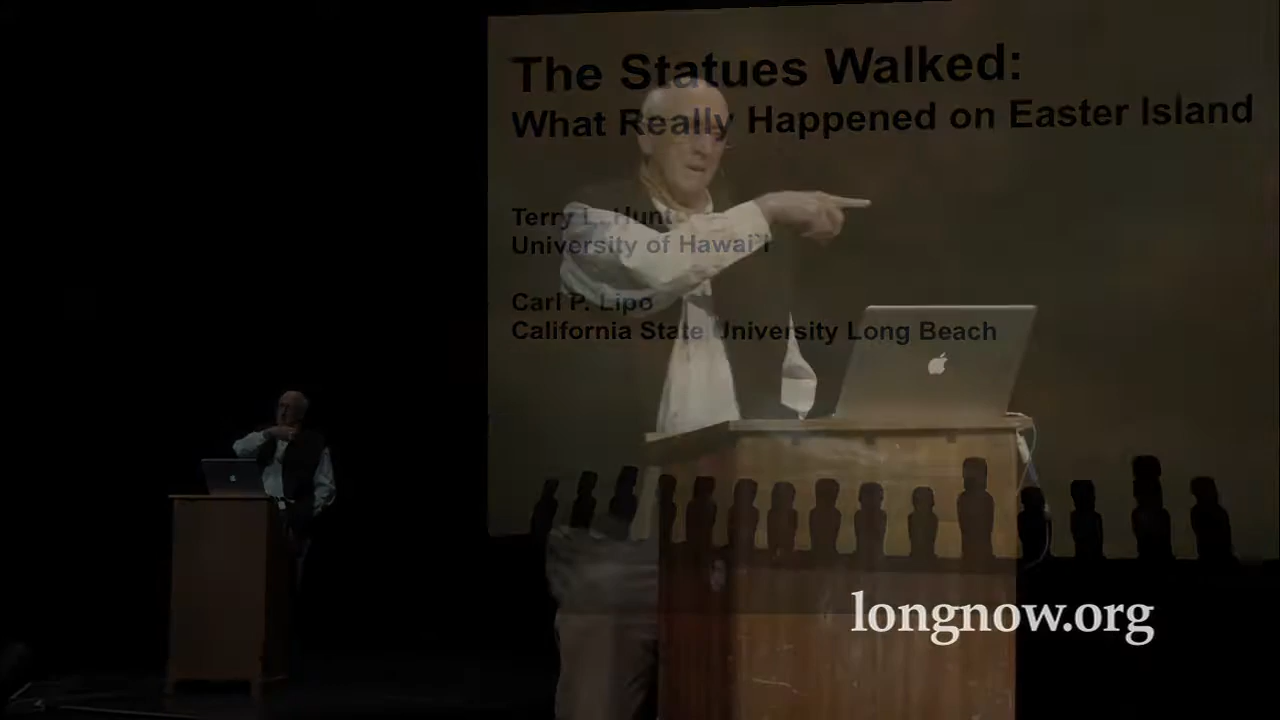 The Statues Walked:
What Really Happened on Easter Island
Terry L. Hunt
University of Hawai`i
Carl P. Lipo
California State University Long Beach
longnow.org